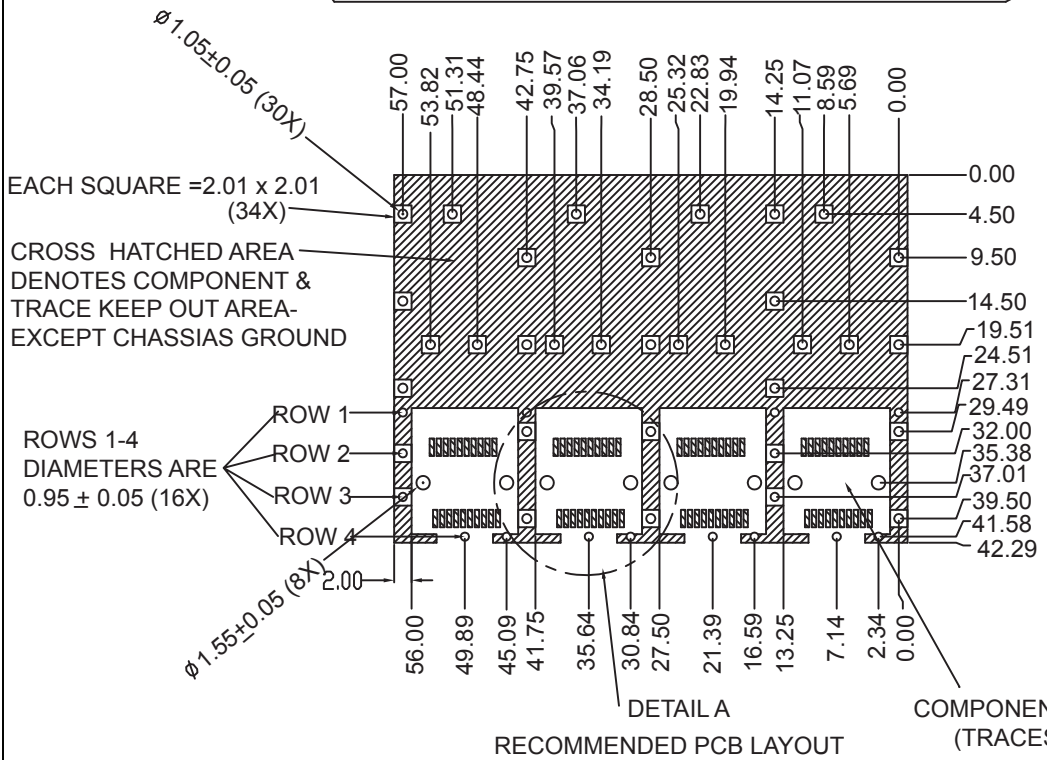 ø1.05±0.05 (30X)
57.00
53.82
51.31
48.44
42.75
39.57
37.06
34.19
28.50
25.32
22.83
19.94
14.25
11.07
8.59
5.69
0.00
EACH SQUARE =2.01 x 2.01
(34X)
CROSS HATCHED AREA
DENOTES COMPONENT &
TRACE KEEP OUT AREA-
EXCEPT CHASSIAS GROUND
0.00
4.50
9.50
14.50
19.51
24.51
27.31
29.49
32.00
35.38
37.01
39.50
41.58
42.29
ROWS 1-4
DIAMETERS ARE
0.95 ± 0.05 (16X)
ROW 1
ROW 2
ROW 3
ROW 4
ø1.55±0.05 (8X)
2.00
56.00
49.89
45.09
41.75
35.64
30.84
27.50
21.39
16.59
13.25
7.14
2.34
0.00
DETAIL A
RECOMMENDED PCB LAYOUT
COMPONEN
(TRACES